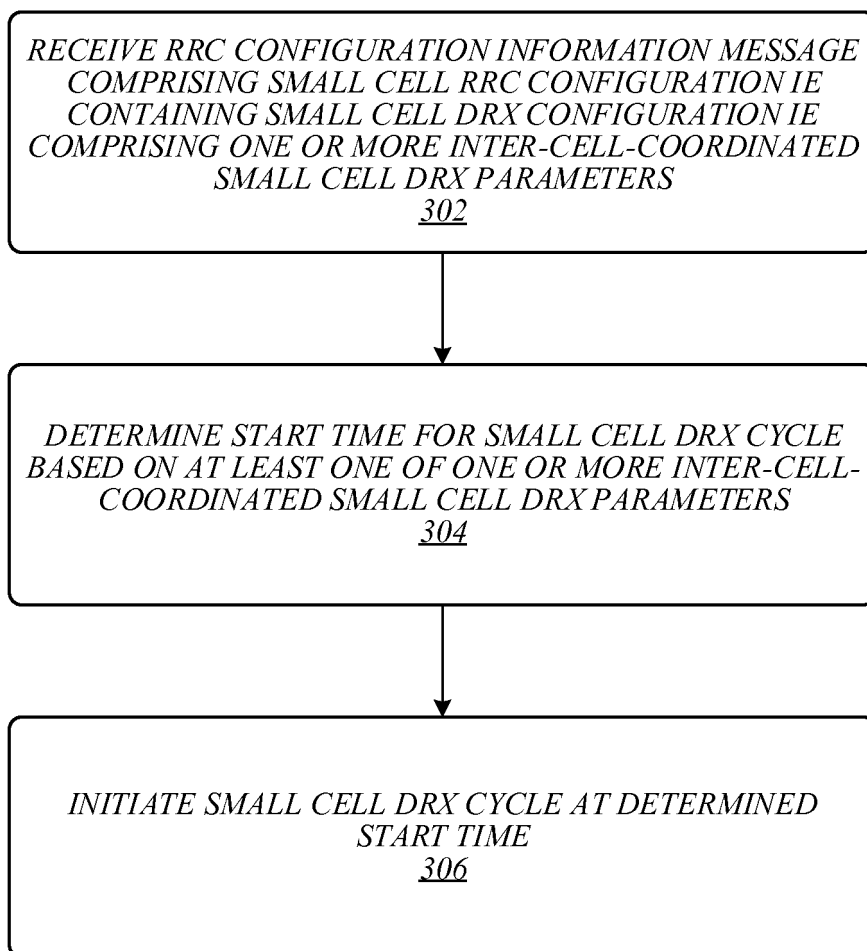 RECEIVE RRC CONFIGURATION INFORMATION MESSAGE
COMPRISING SMALL CELL RRC CONFIGURATION IE
CONTAINING SMALL CELL DRX CONFIGURATION IE
COMPRISING ONE OR MORE INTER-CELL-COORDINATED
SMALL CELL DRX PARAMETERS
302
DETERMINE START TIME FOR SMALL CELL DRX CYCLE
BASED ON AT LEAST ONE OF ONE OR MORE INTER-CELL-
COORDINATED SMALL CELL DRX PARAMETERS
304
INITIATE SMALL CELL DRX CYCLE AT DETERMINED
START TIME
306